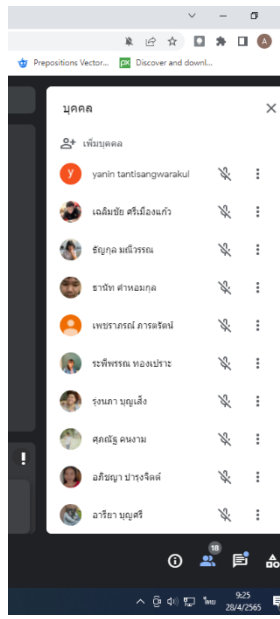 Prepositions Vector...
Discover and downl...
บุคคล
เพิ่มบุคคล
yanin tantisangwarakul
เฉลิมชัย ศรีเมืองแก้ว
ธัญกุล มณีวรรณ
ธานัท คำหอมกุล
เพชราภรณ์ ภารตรัตน์
ระพีพรรณ ทองเปราะ
รุ่งนภา บุญเส็ง
ศุภณัฐ คนงาม
อภิชญา บำรุงจิตต์
อารียา บุญศรี
18
ไทย
9:25
28/4/2565